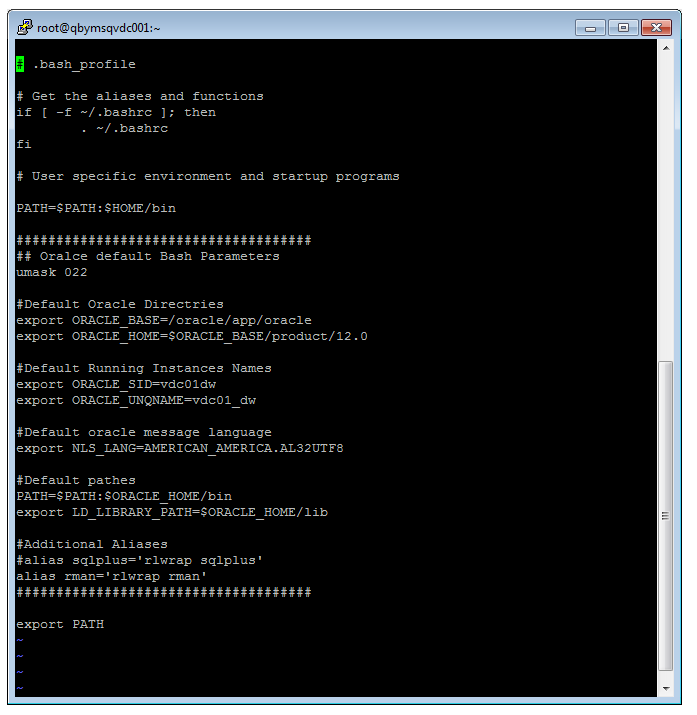 root@qbymsqvdc001:~
# .bash_profile
# Get the aliases and functions
if [ -f ~/.bashrc ]; then
        . ~/.bashrc
fi
# User specific environment and startup programs
PATH=$PATH:$HOME/bin
#####################################
## Oralce default Bash Parameters
umask 022
#Default Oracle Directries
export ORACLE_BASE=/oracle/app/oracle
export ORACLE_HOME=$ORACLE_BASE/product/12.0
#Default Running Instances Names
export ORACLE_SID=vdc01dw
export ORACLE_UNQNAME=vdc01_dw
#Default oracle message language
export NLS_LANG=AMERICAN_AMERICA.AL32UTF8
#Default pathes
PATH=$PATH:$ORACLE_HOME/bin
export LD_LIBRARY_PATH=$ORACLE_HOME/lib
#Additional Aliases
#alias sqlplus='rlwrap sqlplus'
alias rman='rlwrap rman'
#####################################
export PATH
~
~
~
~